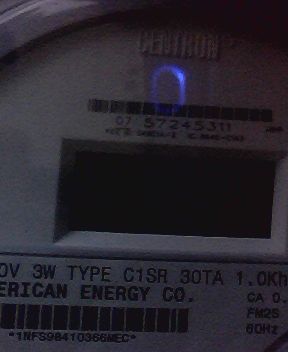 CENTRON
07 57245311
0V 3W TYPE C1SR 30TA 1.0Kh
ERICAN ENERGY CO.
CA 0.
FM2S
60Hz
*1NFS98410366MEC*